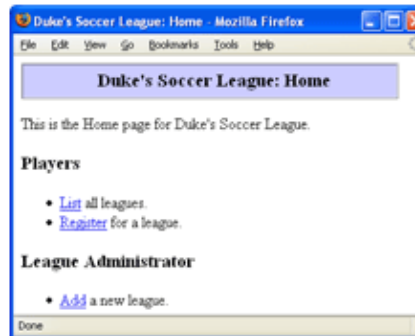 Duke's Soccer League: Home - Mozilla Firefox
File Edit View Go Bookmarks Tools Help
Duke's Soccer League: Home
This is the Home page for Duke's Soccer League.
Players
• List all leagues.
• Register for a league.
League Administrator
• Add a new league.
Done